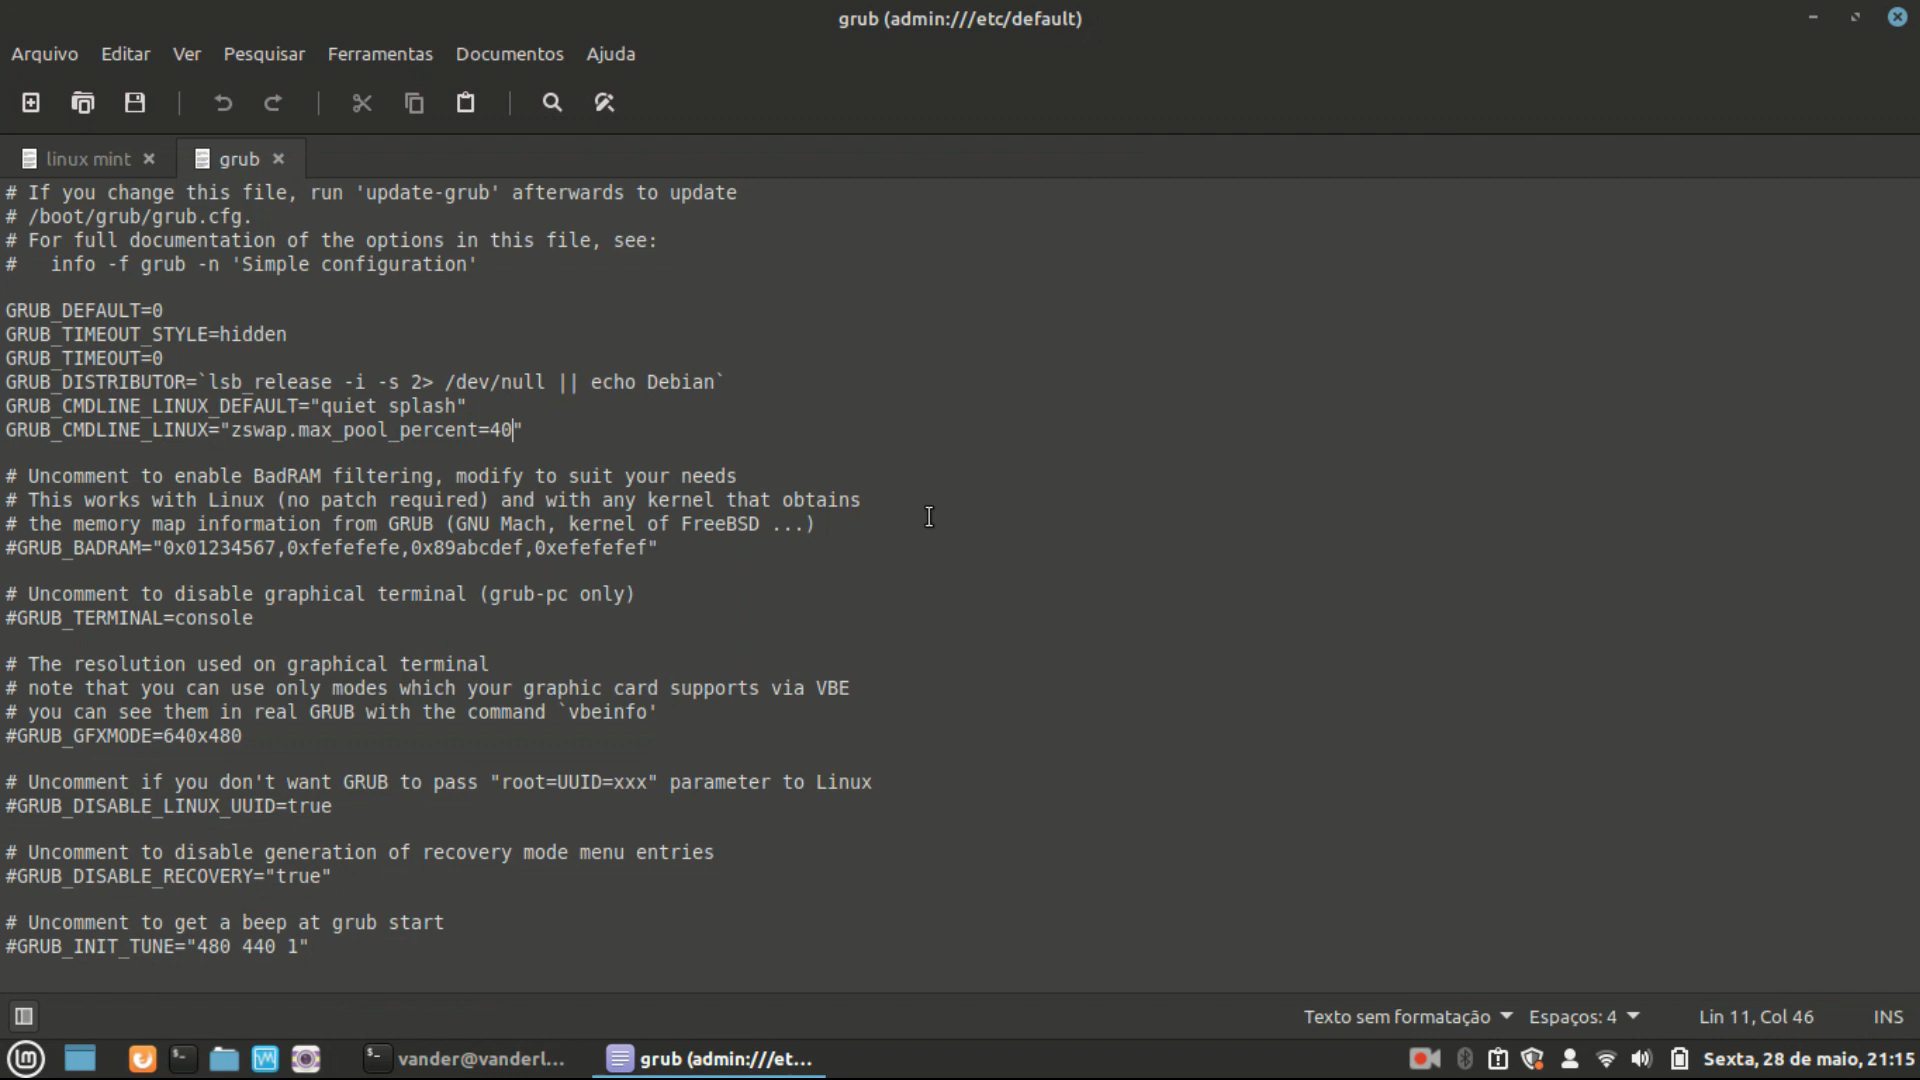 grub (admin:///etc/default)
Arquivo Editar Ver Pesquisar Ferramentas Documentos Ajuda
linux mint grub
# If you change this file, run 'update-grub' afterwards to update
# /boot/grub/grub.cfg.
# For full documentation of the options in this file, see:
#   info -f grub -n 'Simple configuration'
GRUB_DEFAULT=0
GRUB_TIMEOUT_STYLE=hidden
GRUB_TIMEOUT=0
GRUB_DISTRIBUTOR=`lsb_release -i -s 2> /dev/null || echo Debian`
GRUB_CMDLINE_LINUX_DEFAULT="quiet splash"
GRUB_CMDLINE_LINUX="zswap.max_pool_percent=40"
# Uncomment to enable BadRAM filtering, modify to suit your needs
# This works with Linux (no patch required) and with any kernel that obtains
# the memory map information from GRUB (GNU Mach, kernel of FreeBSD ...)
#GRUB_BADRAM="0x01234567,0xfefefefe,0x89abcdef,0xefefefef"
# Uncomment to disable graphical terminal (grub-pc only)
#GRUB_TERMINAL=console
# The resolution used on graphical terminal
# note that you can use only modes which your graphic card supports via VBE
# you can see them in real GRUB with the command `vbeinfo'
#GRUB_GFXMODE=640x480
# Uncomment if you don't want GRUB to pass "root=UUID=xxx" parameter to Linux
#GRUB_DISABLE_LINUX_UUID=true
# Uncomment to disable generation of recovery mode menu entries
#GRUB_DISABLE_RECOVERY="true"
# Uncomment to get a beep at grub start
#GRUB_INIT_TUNE="480 440 1"
Texto sem formatação Espaços: 4 Lin 11, Col 46 INS
vander@vanderl... grub (admin:///et... Sexta, 28 de maio, 21:15